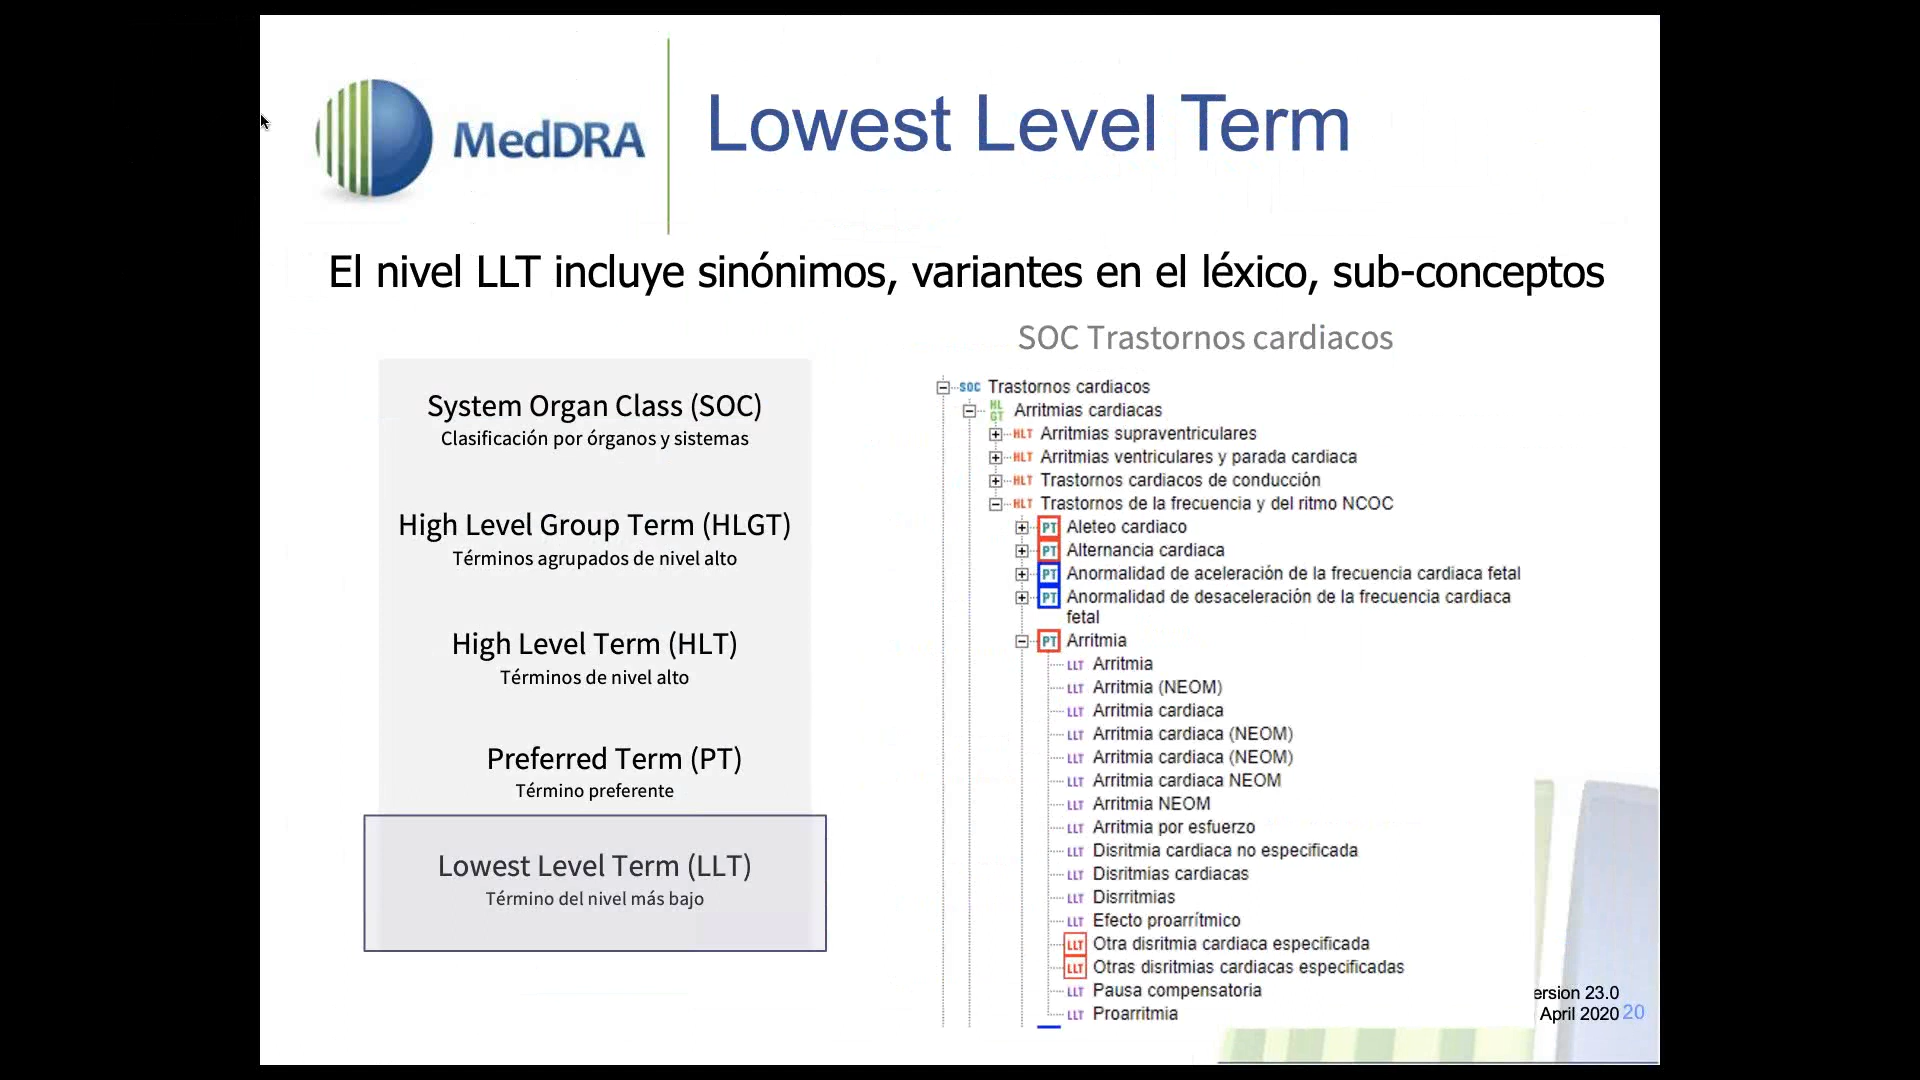 MedDRA
Lowest Level Term
El nivel LLT incluye sinónimos, variantes en el léxico, sub-conceptos
System Organ Class (SOC)
Clasificación por órganos y sistemas
High Level Group Term (HLGT)
Términos agrupados de nivel alto
High Level Term (HLT)
Términos de nivel alto
Preferred Term (PT)
Término preferente
Lowest Level Term (LLT)
Término del nivel más bajo
SOC Trastornos cardiacos
SOC Trastornos cardiacos
HLGT Arritmias cardiacas
HLT Arritmias supraventriculares
HLT Arritmias ventriculares y parada cardiaca
HLT Trastornos cardiacos de conducción
HLT Trastornos de la frecuencia y del ritmo NCOC
PT Aleteo cardiaco
PT Alternancia cardiaca
PT Anormalidad de aceleración de la frecuencia cardiaca fetal
PT Anormalidad de desaceleración de la frecuencia cardiaca
fetal
PT Arritmia
LLT Arritmia
LLT Arritmia (NEOM)
LLT Arritmia cardiaca
LLT Arritmia cardiaca (NEOM)
LLT Arritmia cardiaca (NEOM)
LLT Arritmia cardiaca NEOM
LLT Arritmia NEOM
LLT Arritmia por esfuerzo
LLT Disritmia cardiaca no especificada
LLT Disritmias cardiacas
LLT Disrritmias
LLT Efecto proarrítmico
LLT Otra disritmia cardiaca especificada
LLT Otras disritmias cardiacas especificadas
LLT Pausa compensatoria
LLT Proarritmia
ersion 23.0
April 2020 20